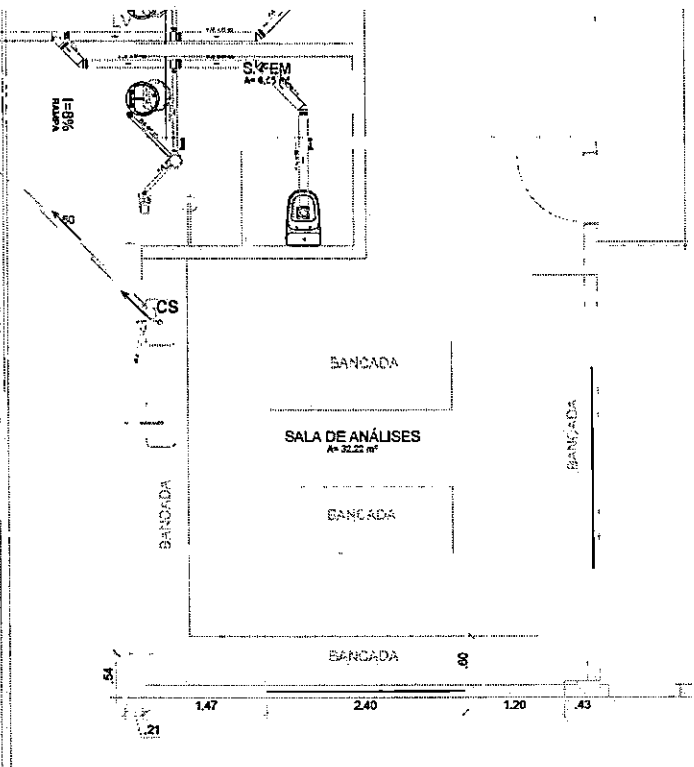 S. FEM
I=8%
RAMPA
CS
BANCADA
SALA DE ANÁLISES
A= 32.22 m²
BANCADA
BANCADA
BANCADA
BANCADA
.54
.60
1.47
2.40
1.20
.43
.21